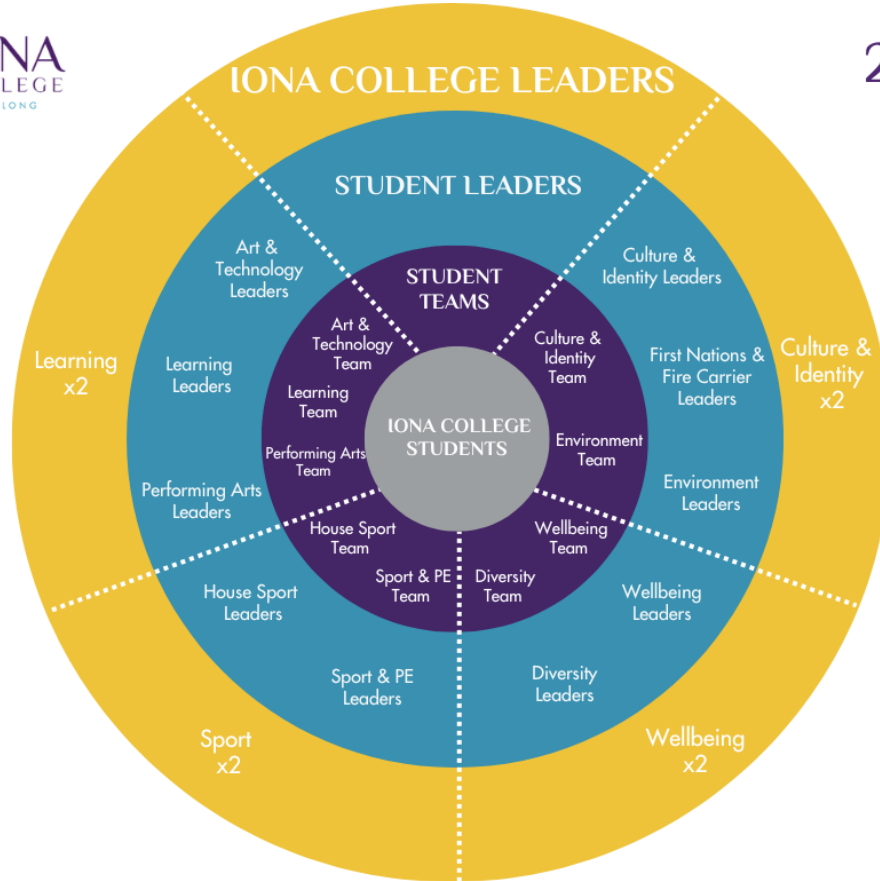 NA
LLEGE
LONG
2
IONA COLLEGE LEADERS
STUDENT LEADERS
STUDENT
TEAMS
IONA COLLEGE
STUDENTS
Learning
x2
Art &
Technology
Leaders
Learning
Leaders
Performing Arts
Leaders
Art &
Technology
Team
Learning
Team
Performing Arts
Team
Culture &
Identity
Team
Environment
Team
Culture &
Identity Leaders
First Nations &
Fire Carrier
Leaders
Environment
Leaders
Culture &
Identity
x2
House Sport
Team
Sport & PE
Team
House Sport
Leaders
Sport & PE
Leaders
Sport
x2
Wellbeing
Team
Diversity
Team
Wellbeing
Leaders
Diversity
Leaders
Wellbeing
x2